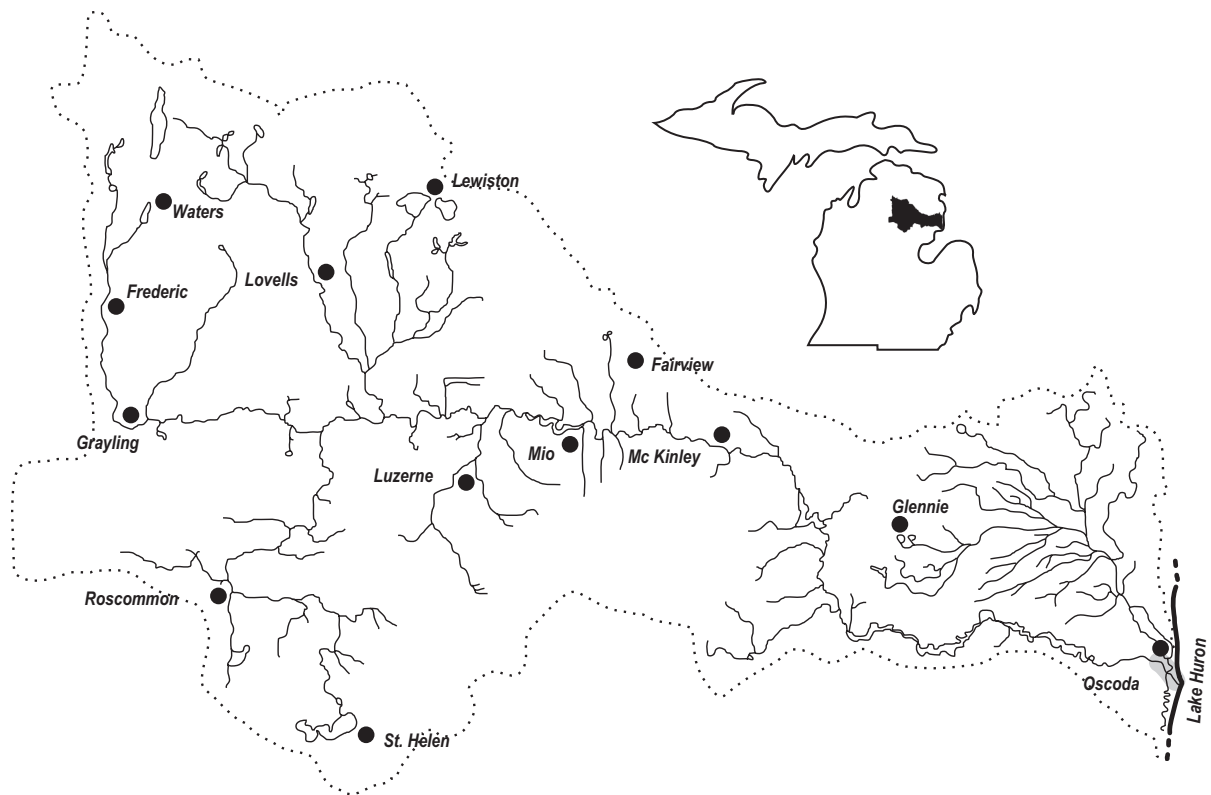 Lewiston
Waters
Lovells
Frederic
Fairview
Grayling
Mio
Mc Kinley
Luzerne
Glennie
Roscommon
Oscoda
Lake Huron
St. Helen